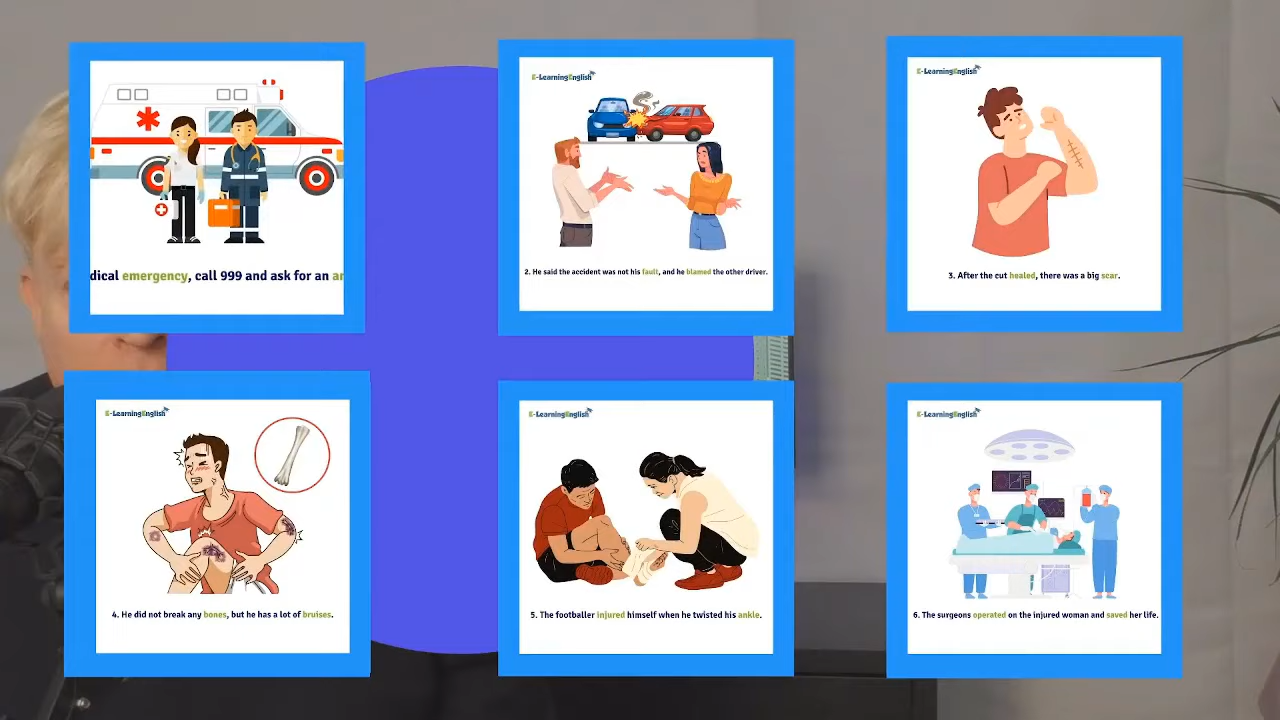 emergency, call 999 and ask for an
E-LearningEnglish
2. He said the accident was not his fault, and he blamed the other driver.
E-LearningEnglish
3. After the cut healed, there was a big scar.
E-LearningEnglish
4. He did not break any bones, but he has a lot of bruises.
E-LearningEnglish
5. The footballer injured himself when he twisted his ankle.
E-LearningEnglish
6. The surgeons operated on the injured woman and saved her life.